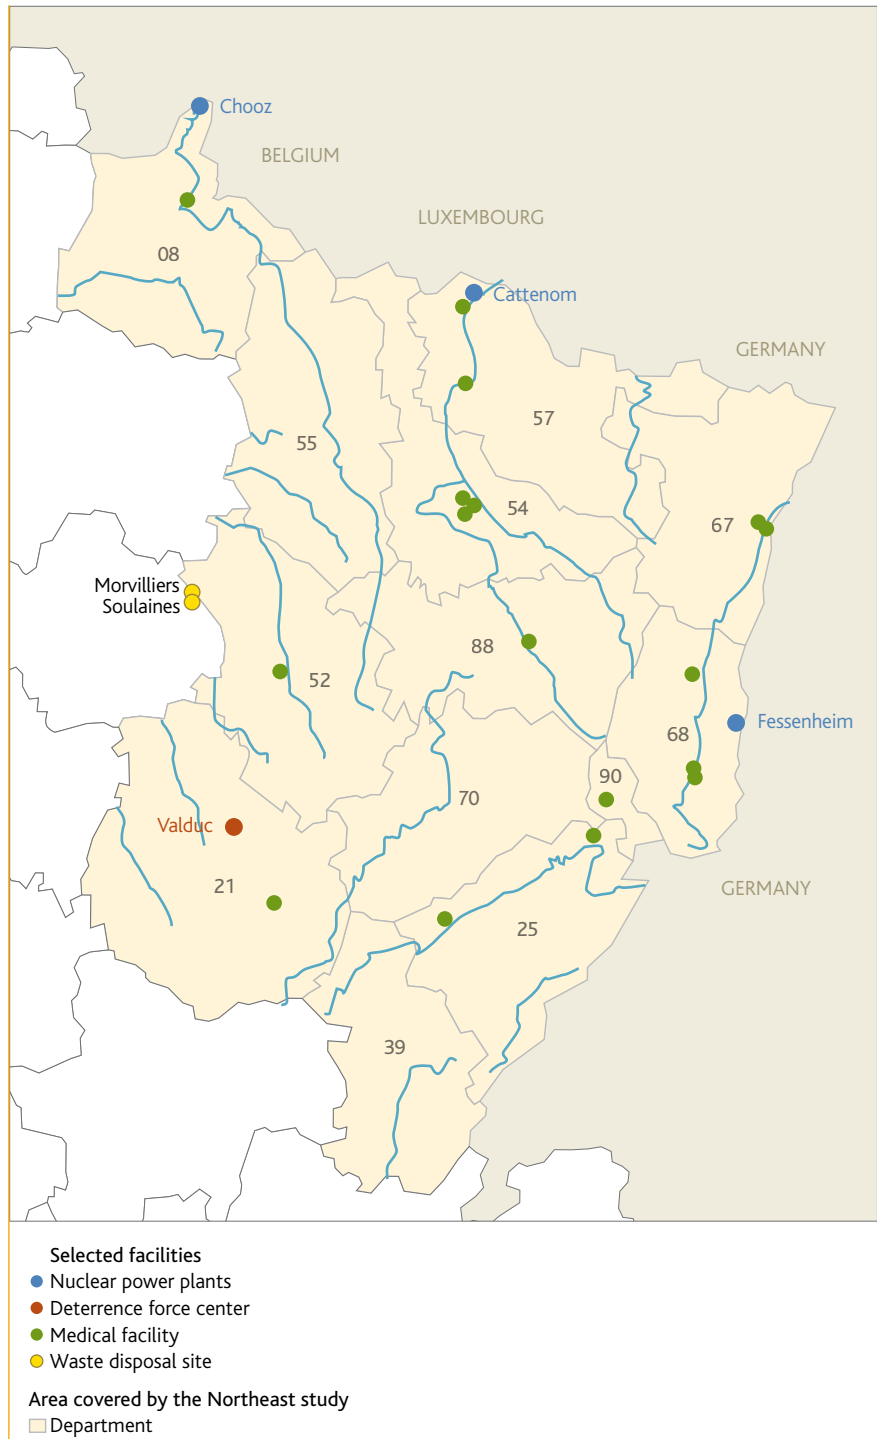 Chooz
BELGIUM
LUXEMBOURG
08
Cattenom
GERMANY
57
55
54
67
Morvilliers
Soulaines
88
52
Fessenheim
68
90
70
Valduc
21
GERMANY
25
39
Selected facilities
Nuclear power plants
Deterrence force center
Medical facility
Waste disposal site
Area covered by the Northeast study
Department